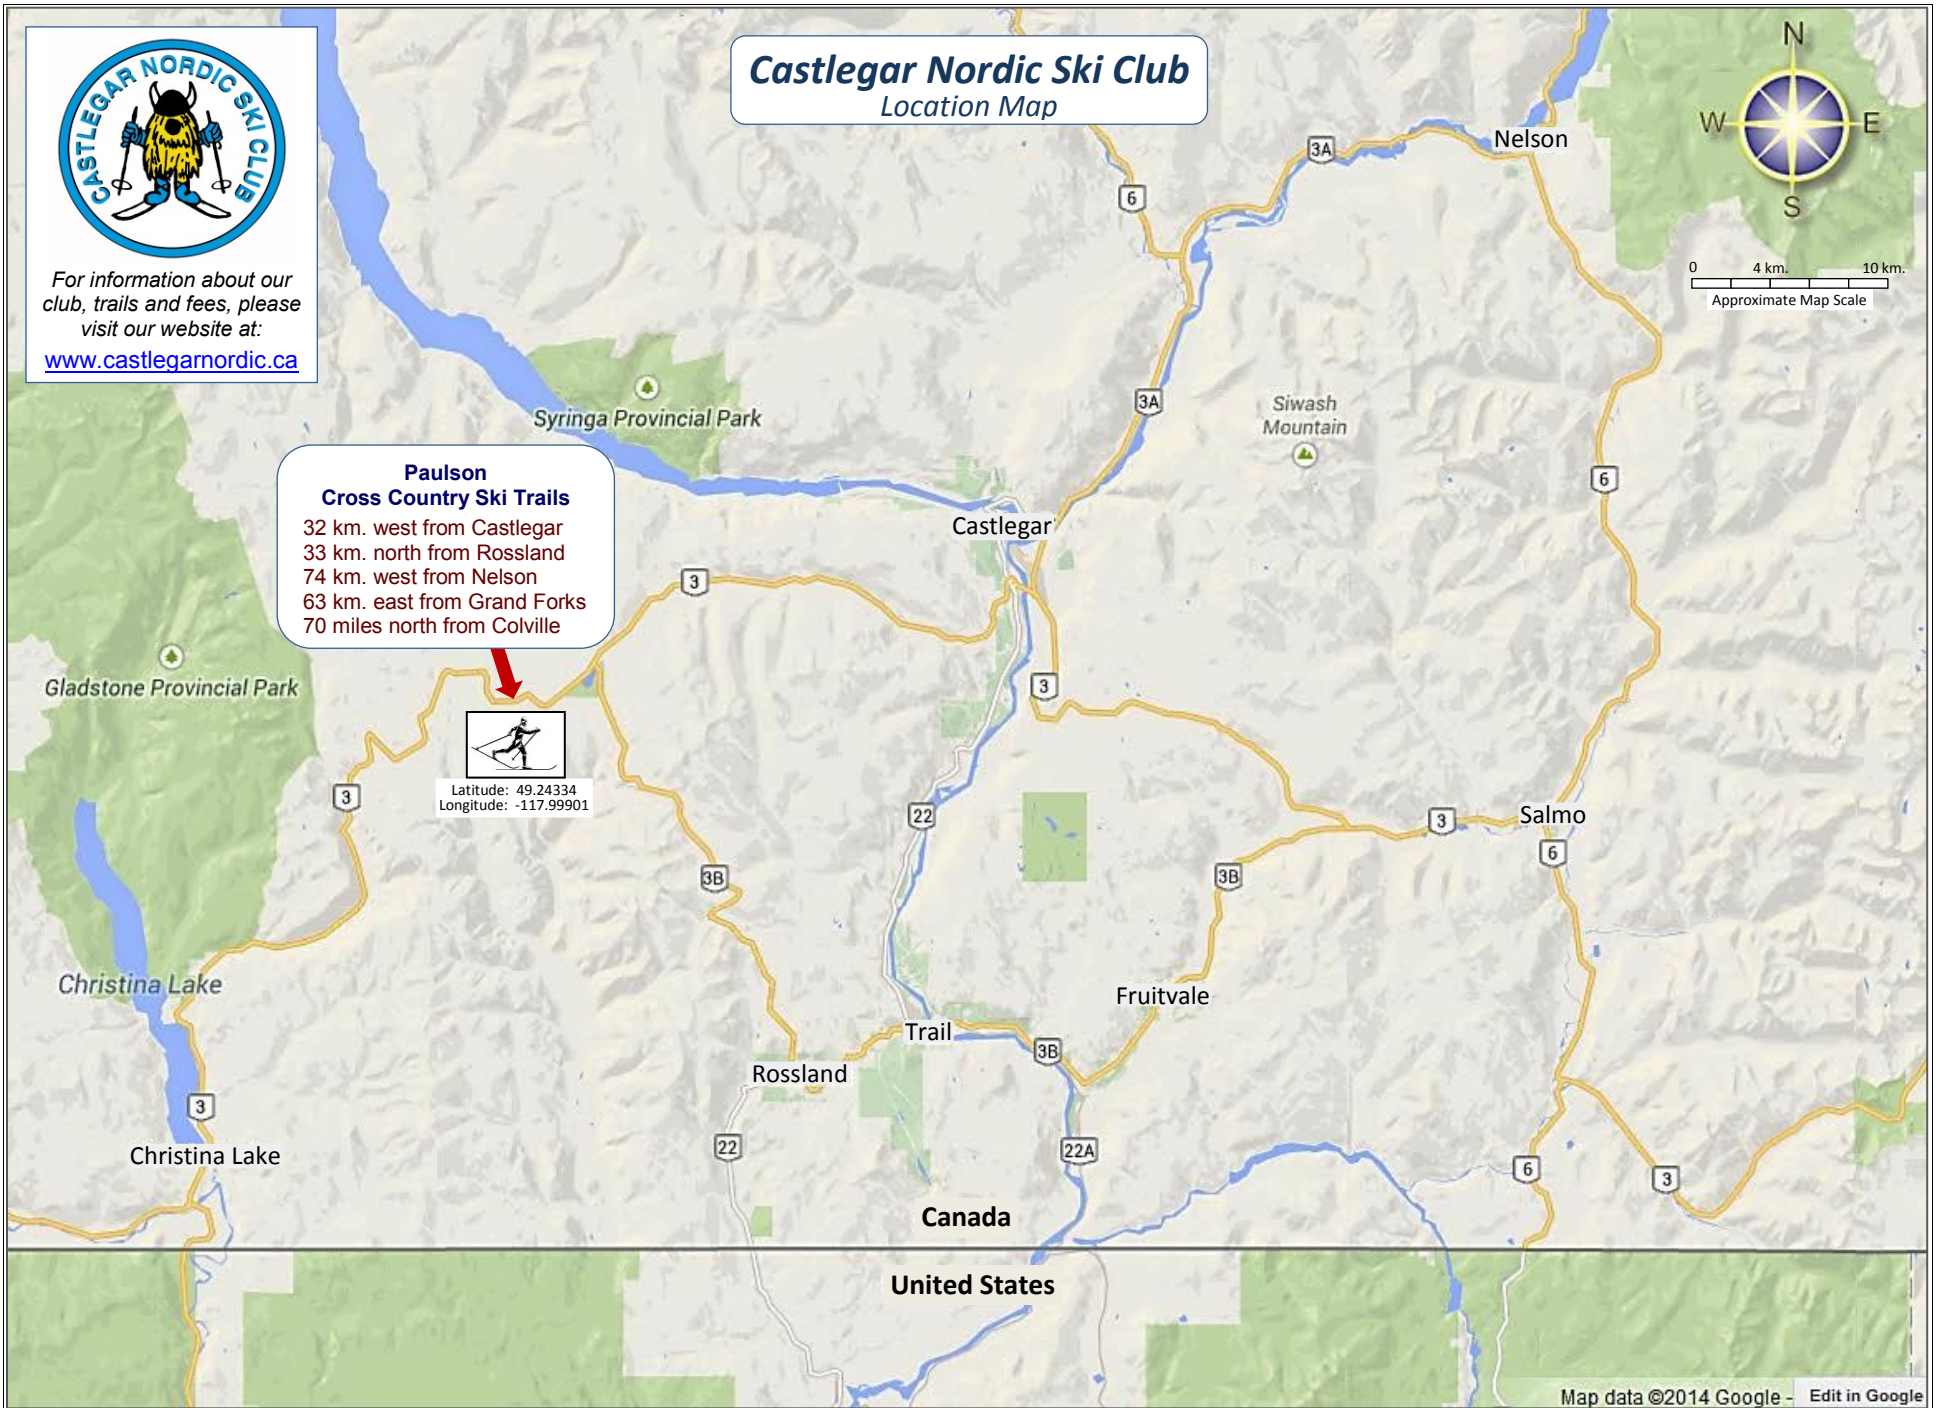 CASTLEGAR NORDIC SKI CLUB
For information about our
club, trails and fees, please
visit our website at:
www.castlegarnordic.ca
Castlegar Nordic Ski Club
Location Map
N
W
E
S
0 4 km. 10 km.
Approximate Map Scale
Nelson
3A
6
Syringa Provincial Park
3A
Siwash
Mountain
6
Paulson
Cross Country Ski Trails
32 km. west from Castlegar
33 km. north from Rossland
74 km. west from Nelson
63 km. east from Grand Forks
70 miles north from Colville
Castlegar
3
Gladstone Provincial Park
3
Latitude: 49.24334
Longitude: -117.99901
3
22
3
Salmo
6
3B
3B
Christina Lake
Fruitvale
Trail
3B
Rossland
3
Christina Lake
22
22A
6
3
Canada
United States
Map data ©2014 Google -
Edit in Google